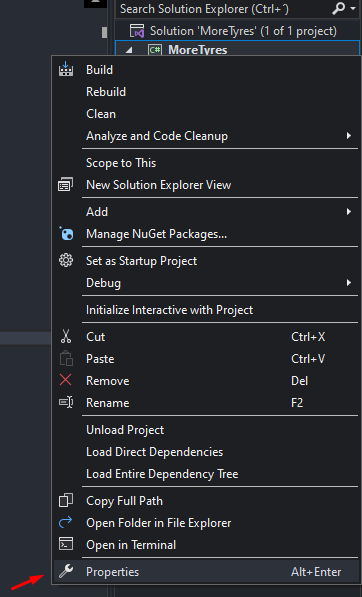 Search Solution Explorer (Ctrl+´)
Solution 'MoreTyres' (1 of 1 project)
C# MoreTyres
Build
Rebuild
Clean
Analyze and Code Cleanup
Scope to This
New Solution Explorer View
Add
Manage NuGet Packages...
Set as Startup Project
Debug
Initialize Interactive with Project
Cut Ctrl+X
Paste Ctrl+V
Remove Del
Rename F2
Unload Project
Load Direct Dependencies
Load Entire Dependency Tree
Copy Full Path
Open Folder in File Explorer
Open in Terminal
Properties Alt+Enter